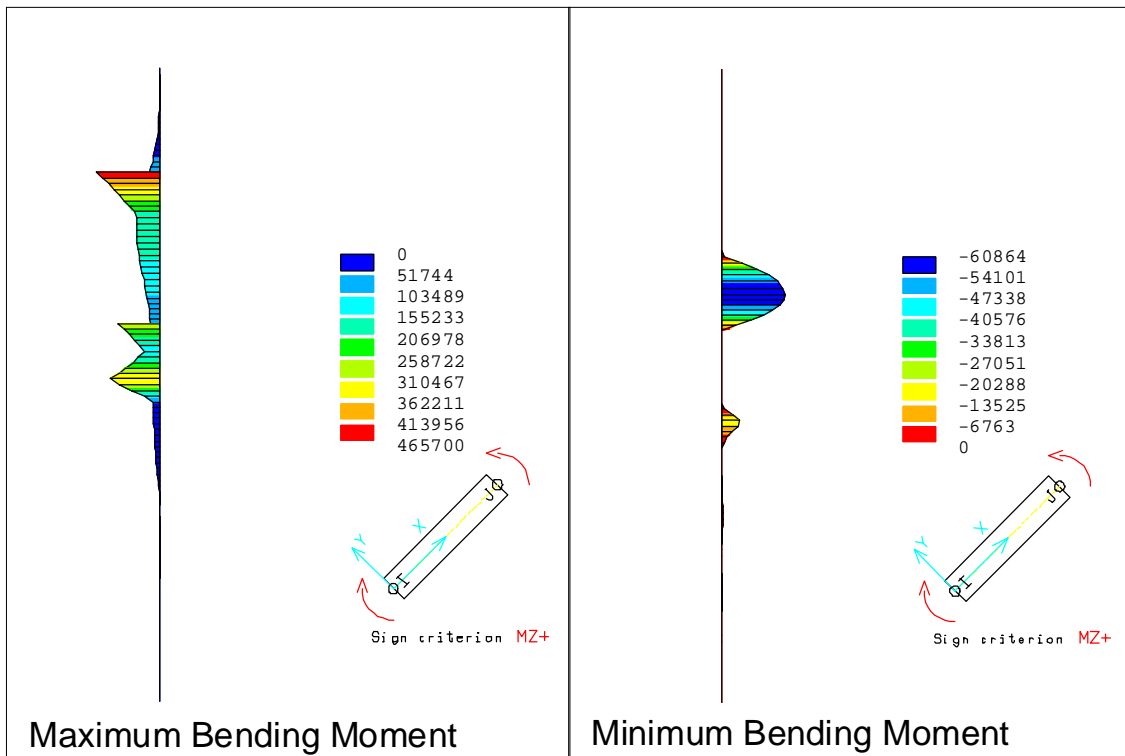 0
51744
103489
155233
206978
258722
310467
362211
413956
465700
J
X
Y
I
Sign criterion MZ+
Maximum Bending Moment
-60864
-54101
-47338
-40576
-33813
-27051
-20288
-13525
-6763
0
J
X
Y
I
Sign criterion MZ+
Minimum Bending Moment